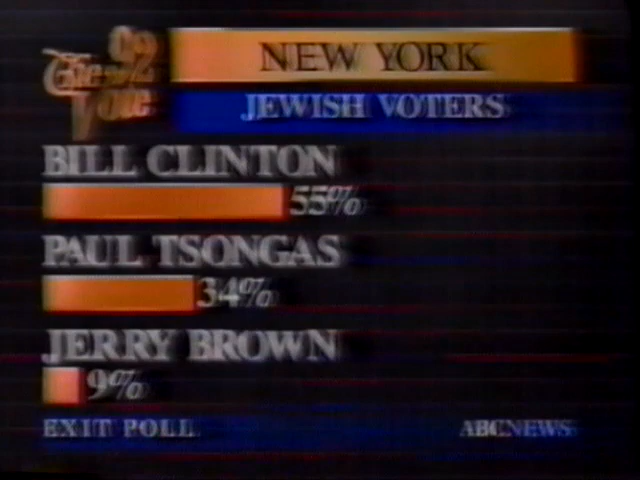 The '92 Vote
NEW YORK
JEWISH VOTERS
BILL CLINTON
55%
PAUL TSONGAS
34%
JERRY BROWN
9%
EXIT POLL
ABCNEWS